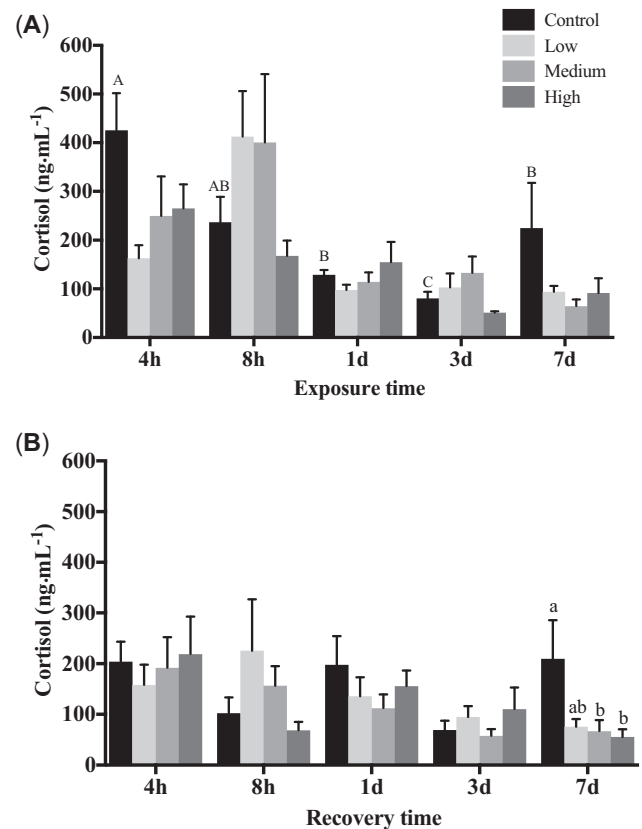 (A)
Control
Low
Medium
High
600
500
400
300
200
100
0
Cortisol (ng·mL⁻¹)
A
AB
B
C
B
4h 8h 1d 3d 7d
Exposure time
(B)
600
500
400
300
200
100
0
Cortisol (ng·mL⁻¹)
a
ab b b
4h 8h 1d 3d 7d
Recovery time